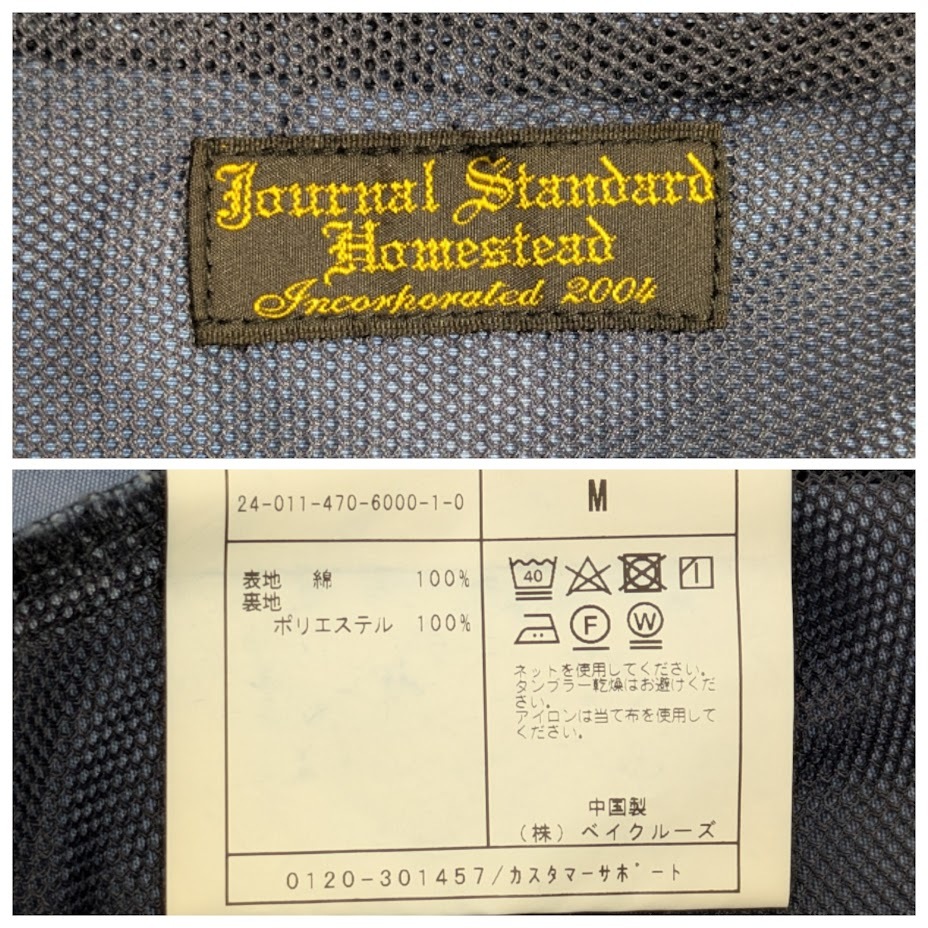 Journal Standard
Homestead
Incorporated 2004
24-011-470-6000-1-0
M
表地 綿 100%
裏地
ポリエステル 100%
40
F
W
ネットを使用してください。
タンブラー乾燥はお避けくだ
さい。
アイロンは当て布を使用して
ください。
中国製
(株) ベイクルーズ
0120-301457/カスタマーサポート